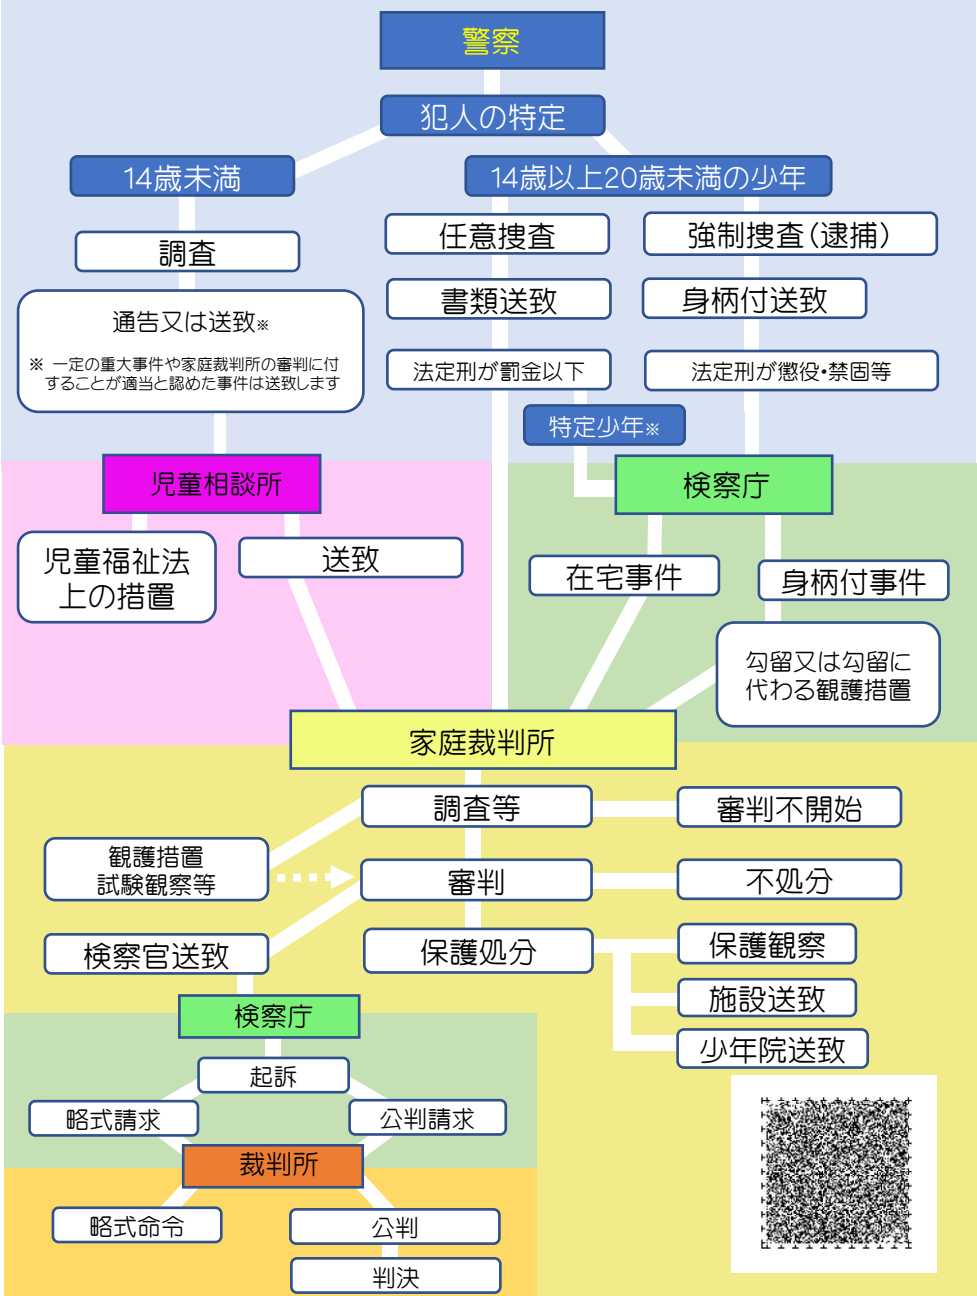 警察
犯人の特定
14歳未満
14歳以上20歳未満の少年
調査
任意捜査
強制捜査（逮捕）
通告又は送致※
※ 一定の重大事件や家庭裁判所の審判に付
することが適当と認めた事件は送致します
書類送致
身柄付送致
法定刑が罰金以下
法定刑が懲役・禁固等
特定少年※
児童相談所
検察庁
児童福祉法
上の措置
送致
在宅事件
身柄付事件
勾留又は勾留に
代わる観護措置
家庭裁判所
調査等
審判不開始
観護措置
試験観察等
審判
不処分
検察官送致
保護処分
保護観察
施設送致
少年院送致
検察庁
起訴
略式請求
公判請求
裁判所
略式命令
公判
判決